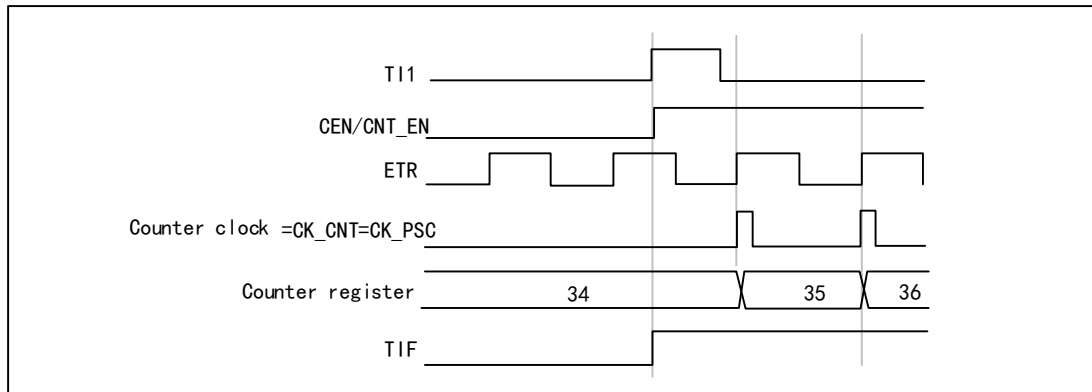 TI1
CEN/CNT_EN
ETR
Counter clock =CK_CNT=CK_PSC
Counter register 34 35 36
TIF